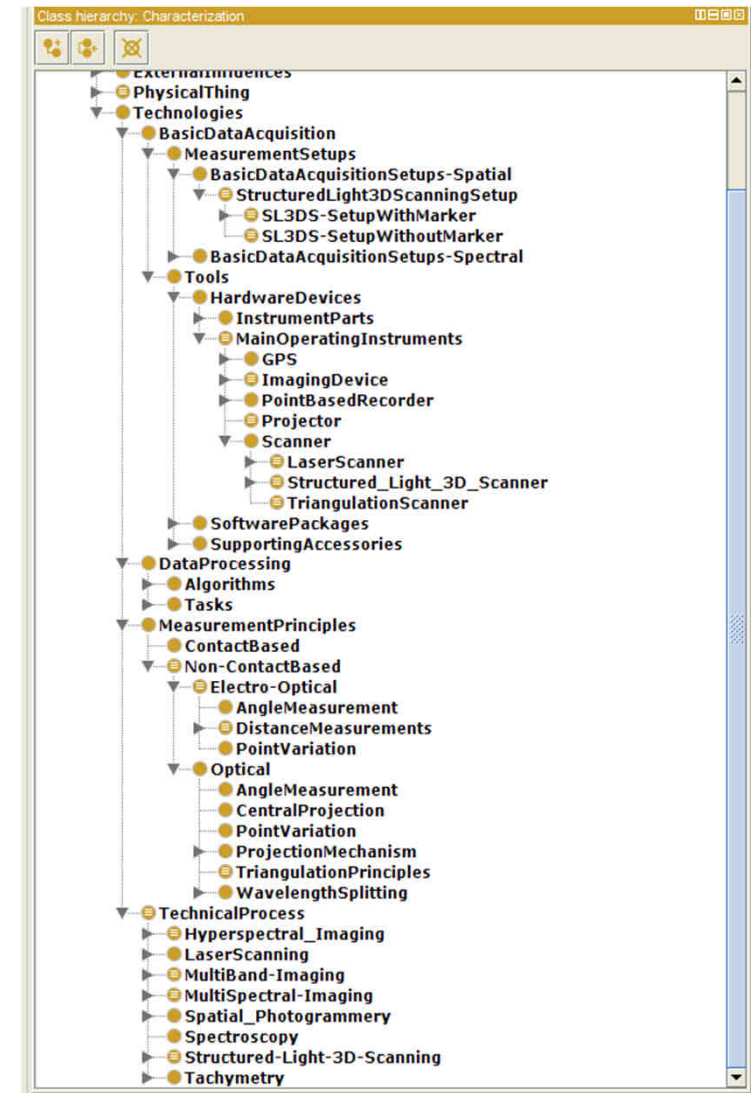 Class hierarchy: Characterization
ExternalInfluences
PhysicalThing
Technologies
BasicDataAcquisition
MeasurementSetups
BasicDataAcquisitionSetups-Spatial
StructuredLight3DScanningSetup
SL3DS-SetupWithMarker
SL3DS-SetupWithoutMarker
BasicDataAcquisitionSetups-Spectral
Tools
HardwareDevices
InstrumentParts
MainOperatingInstruments
GPS
ImagingDevice
PointBasedRecorder
Projector
Scanner
LaserScanner
Structured_Light_3D_Scanner
TriangulationScanner
SoftwarePackages
SupportingAccessories
DataProcessing
Algorithms
Tasks
MeasurementPrinciples
ContactBased
Non-ContactBased
Electro-Optical
AngleMeasurement
DistanceMeasurements
PointVariation
Optical
AngleMeasurement
CentralProjection
PointVariation
ProjectionMechanism
TriangulationPrinciples
WavelengthSplitting
TechnicalProcess
Hyperspectral_Imaging
LaserScanning
MultiBand-Imaging
MultiSpectral-Imaging
Spatial_Photogrammery
Spectroscopy
Structured-Light-3D-Scanning
Tachymetry